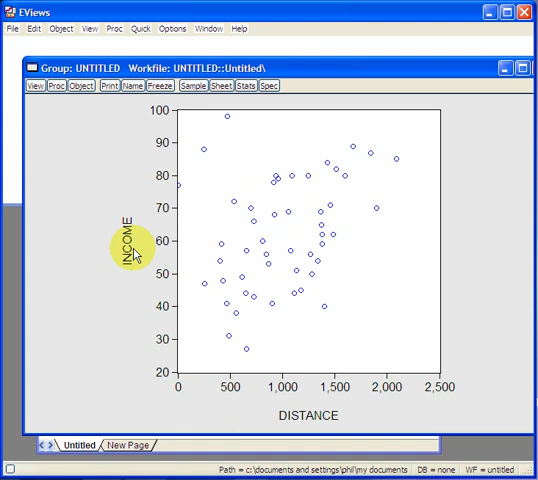 EViews
File Edit Object View Proc Quick Options Window Help
Group: UNTITLED Workfile: UNTITLED::Untitled\
View Proc Object Print Name Freeze Sample Sheet Stats Spec
100
90
80
70
60
50
40
30
20
INCOME
0 500 1,000 1,500 2,000 2,500
DISTANCE
Untitled New Page
Path = c:\documents and settings\phil\my documents DB = none WF = untitled